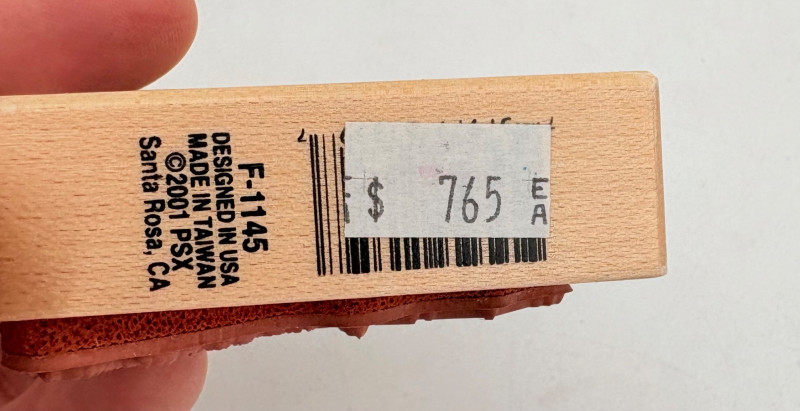 F-1145
DESIGNED IN USA
MADE IN TAIWAN
©2001 PSX
Santa Rosa, CA
$ 765 EA